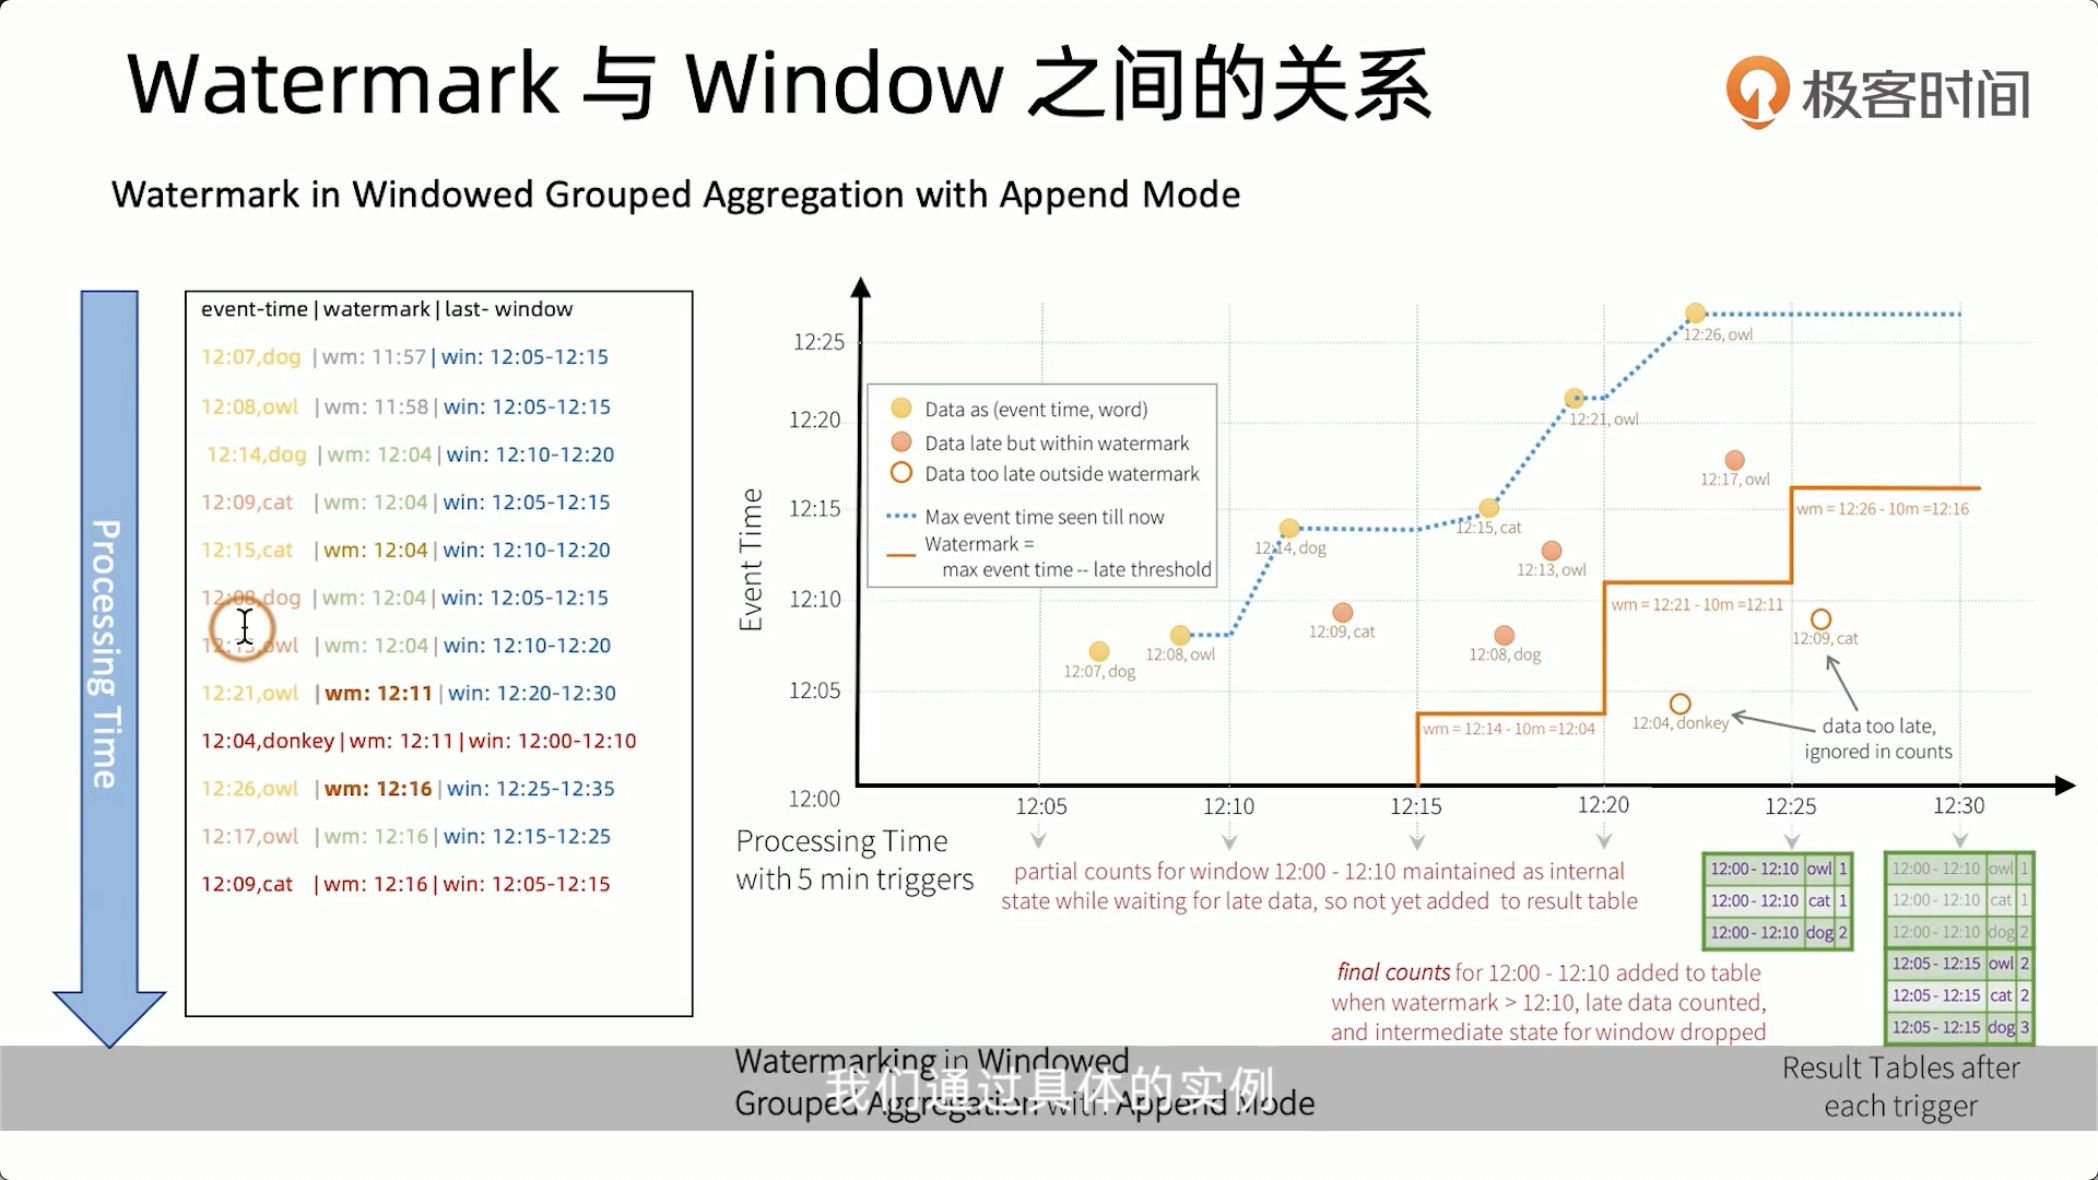 Watermark 与 Window 之间的关系
极客时间
Watermark in Windowed Grouped Aggregation with Append Mode
Processing Time
event-time | watermark | last- window
12:07,dog | wm: 11:57 | win: 12:05-12:15
12:08,owl | wm: 11:58 | win: 12:05-12:15
12:14,dog | wm: 12:04 | win: 12:10-12:20
12:09,cat | wm: 12:04 | win: 12:05-12:15
12:15,cat | wm: 12:04 | win: 12:10-12:20
12:08,dog | wm: 12:04 | win: 12:05-12:15
owl | wm: 12:04 | win: 12:10-12:20
12:21,owl | wm: 12:11 | win: 12:20-12:30
12:04,donkey | wm: 12:11 | win: 12:00-12:10
12:26,owl | wm: 12:16 | win: 12:25-12:35
12:17,owl | wm: 12:16 | win: 12:15-12:25
12:09,cat | wm: 12:16 | win: 12:05-12:15
Event Time
12:25
12:20
12:15
12:10
12:05
12:00
Data as (event time, word)
Data late but within watermark
Data too late outside watermark
Max event time seen till now
Watermark =
max event time -- late threshold
12:26, owl
12:21, owl
12:17, owl
12:15, cat
12:14, dog
12:13, owl
12:09, cat
12:08, owl
12:08, dog
12:07, dog
12:09, cat
12:04, donkey
wm = 12:26 - 10m =12:16
wm = 12:21 - 10m =12:11
wm = 12:14 - 10m =12:04
data too late,
ignored in counts
12:05
12:10
12:15
12:20
12:25
12:30
Processing Time
with 5 min triggers
partial counts for window 12:00 - 12:10 maintained as internal
state while waiting for late data, so not yet added to result table
12:00 - 12:10 owl 1
12:00 - 12:10 cat 1
12:00 - 12:10 dog 2
12:00 - 12:10 owl 1
12:00 - 12:10 cat 1
12:00 - 12:10 dog 2
12:05 - 12:15 owl 2
12:05 - 12:15 cat 2
12:05 - 12:15 dog 3
final counts for 12:00 - 12:10 added to table
when watermark > 12:10, late data counted,
and intermediate state for window dropped
Watermarking in Windowed
Grouped Aggregation with Append Mode
我们通过具体的实例
Result Tables after
each trigger